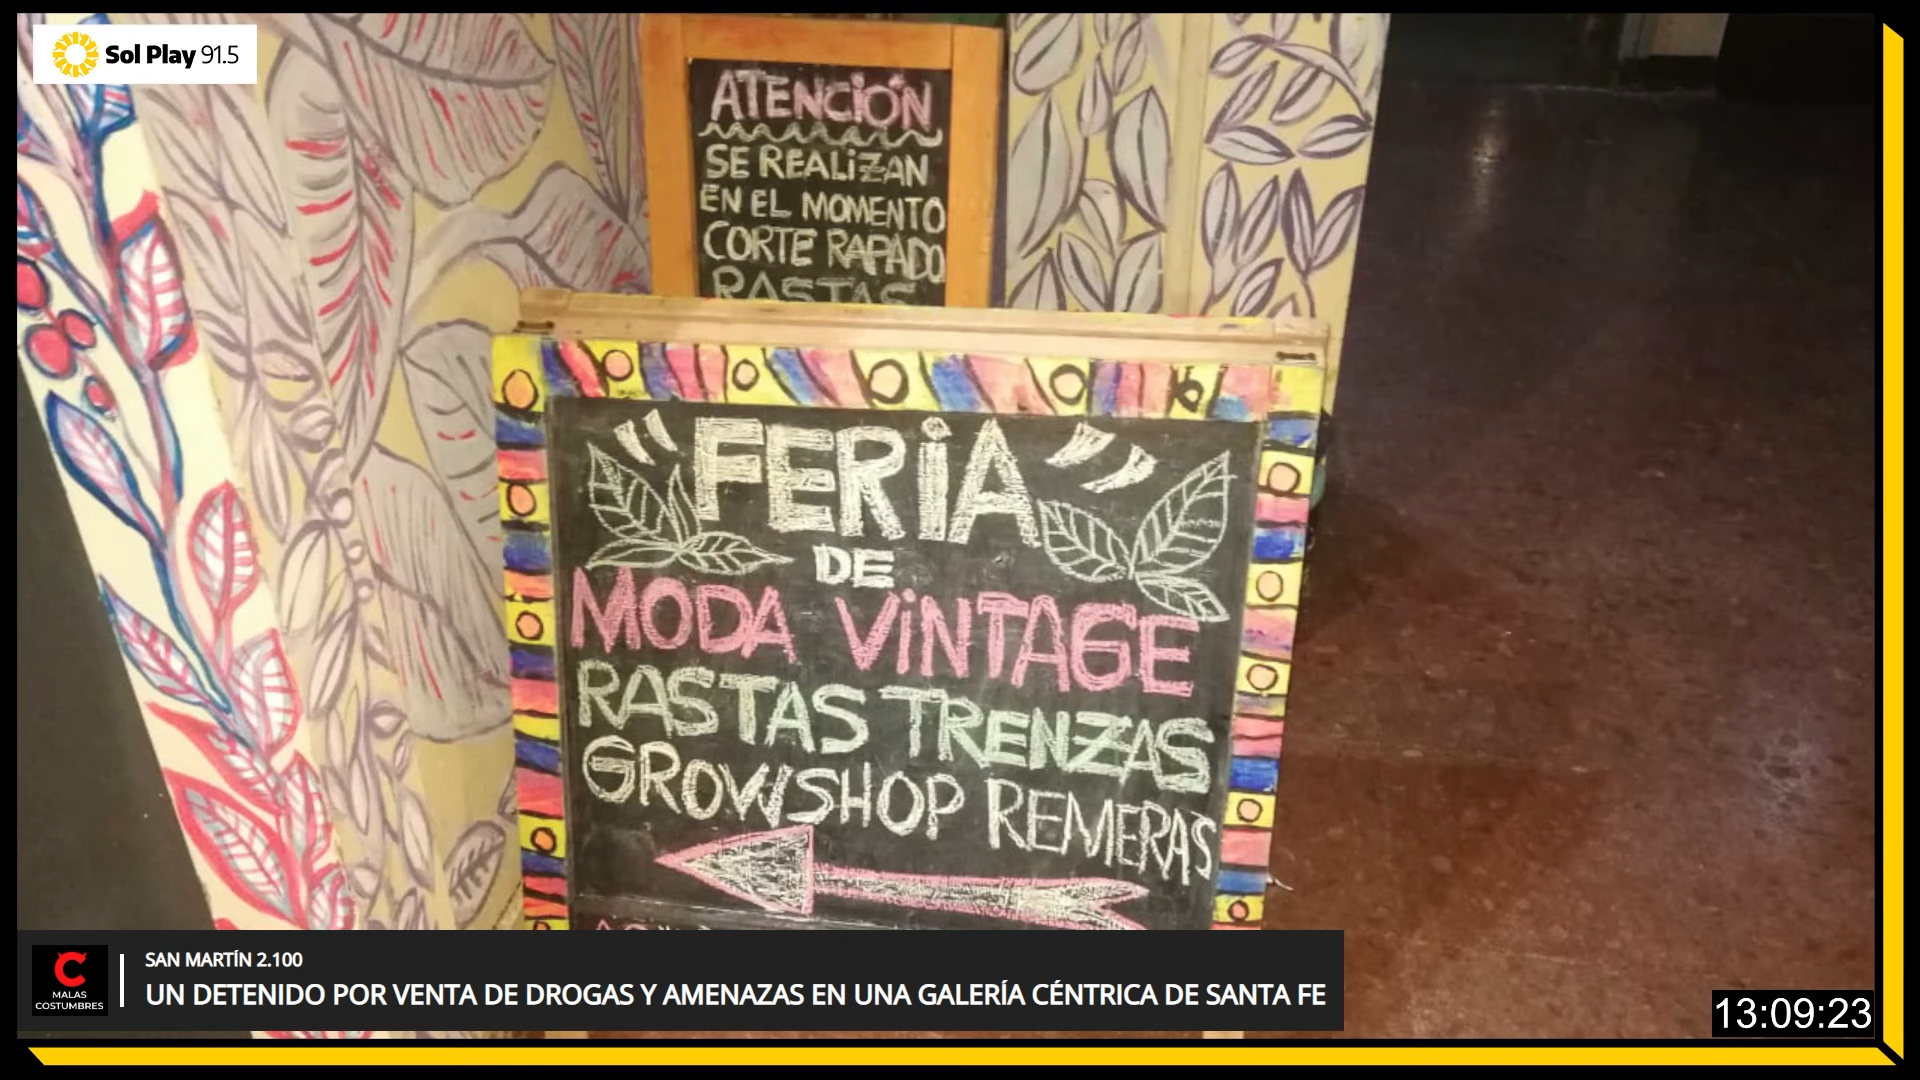 Sol Play 91.5
ATENCIÓN
SE REALIZAN
EN EL MOMENTO
CORTE RAPADO
RASTAS
"FERIA"
DE
MODA VINTAGE
RASTAS TRENZAS
GROWSHOP REMERAS
C
MALAS
COSTUMBRES
SAN MARTÍN 2.100
UN DETENIDO POR VENTA DE DROGAS Y AMENAZAS EN UNA GALERÍA CÉNTRICA DE SANTA FE
13:09:23